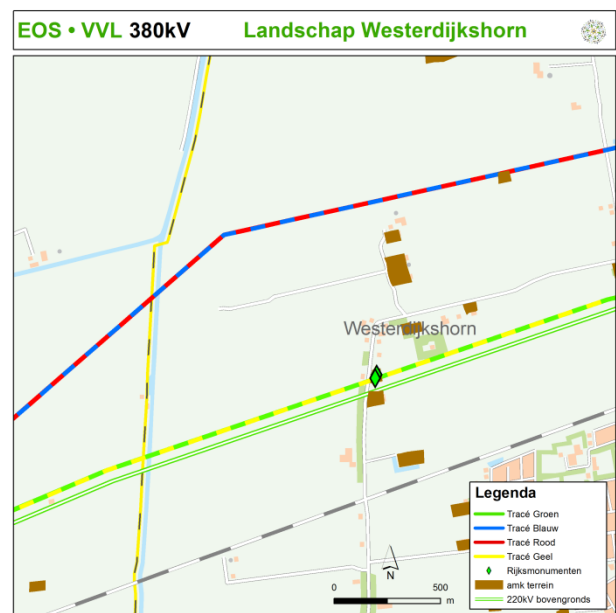 EOS • VVL 380kV Landschap Westerdijkshorn
Westerdijkshorn
Legenda
Tracé Groen
Tracé Blauw
Tracé Rood
Tracé Geel
Rijksmonumenten
amk terrein
220kV bovengronds
N
0 500
m